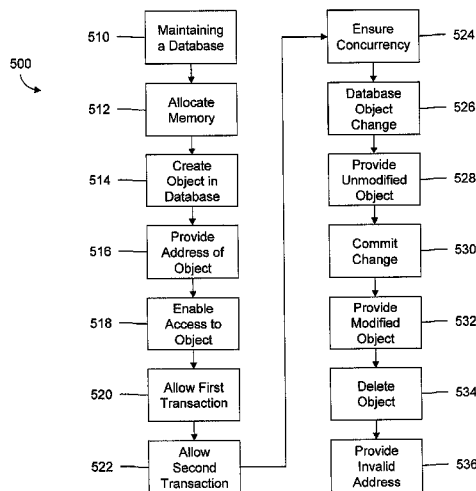 500
510
Maintaining
a Database
512
Allocate
Memory
514
Create
Object in
Database
516
Provide
Address of
Object
518
Enable
Access to
Object
520
Allow First
Transaction
522
Allow
Second
Transaction
Ensure
Concurrency
524
Database
Object
Change
526
Provide
Unmodified
Object
528
Commit
Change
530
Provide
Modified
Object
532
Delete
Object
534
Provide
Invalid
Address
536